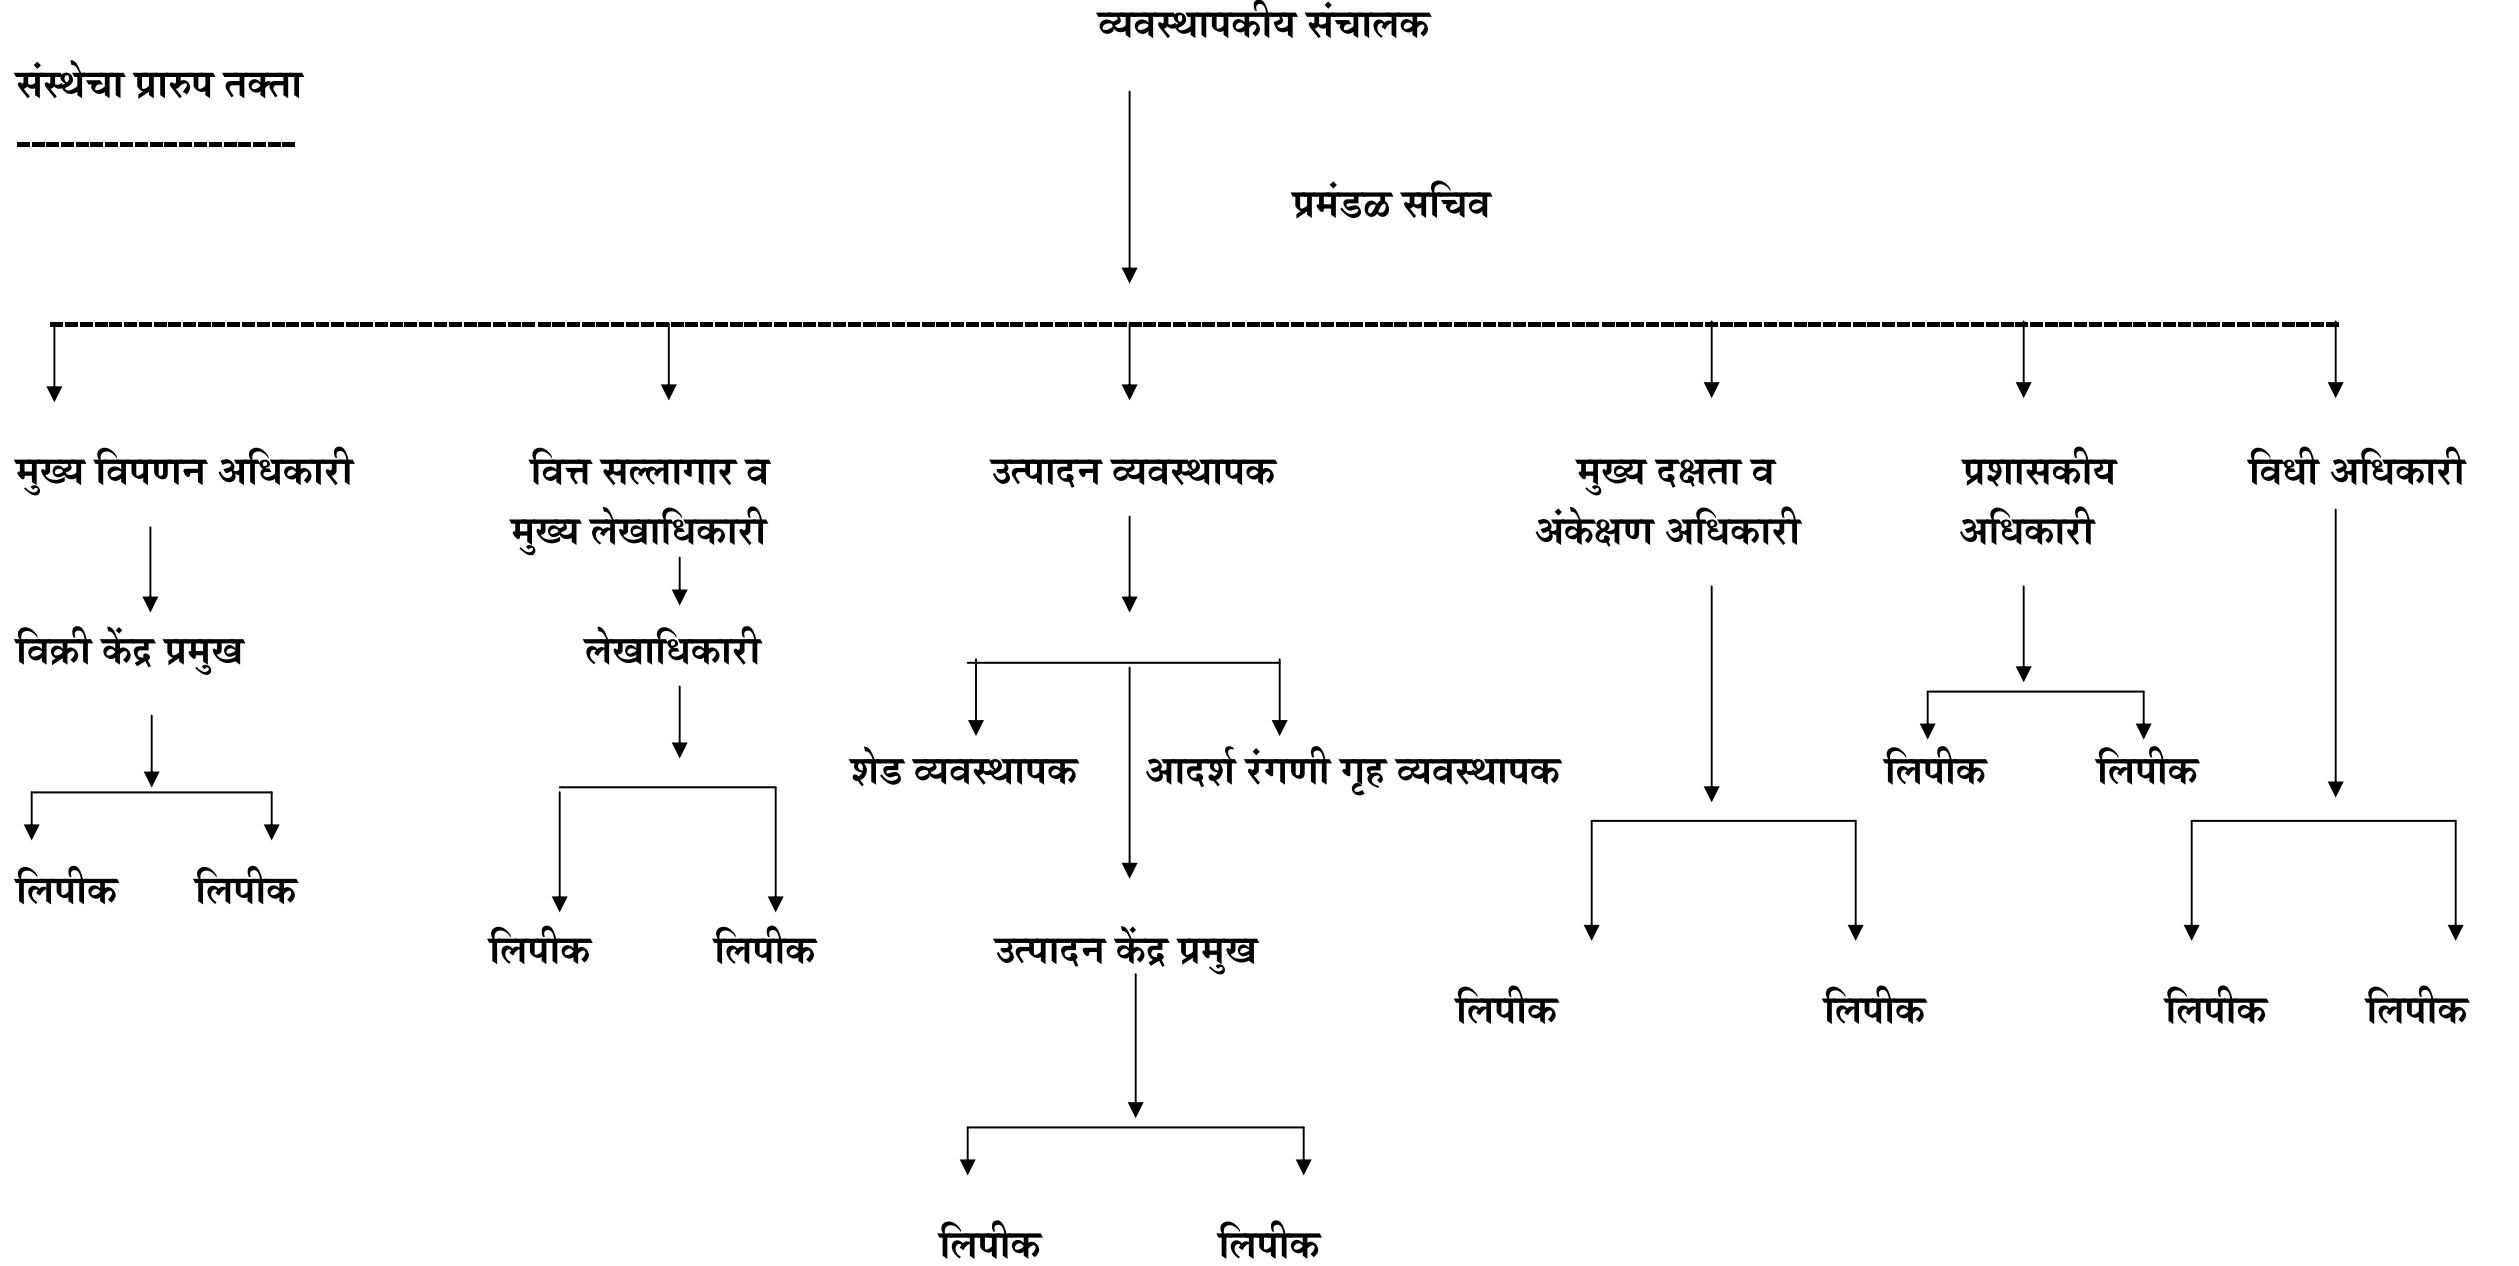 व्यवस्थापकीय संचालक
संस्थेचा प्रारुप तक्ता
प्रमंडळ सचिव
मुख्य विपणन अधिकारी
वित्त सल्लागार व
उत्पादन व्यवस्थापक
मुख्य दक्षता व
प्रशासकीय
विधी अधिकारी
मुख्य लेखाधिकारी
अंकेक्षण अधिकारी
अधिकारी
विक्री केंद्र प्रमुख
लेखाधिकारी
शेड व्यवस्थापक
आदर्श रंगणी गृह व्यवस्थापक
लिपीक
लिपीक
लिपीक
लिपीक
लिपीक
लिपीक
उत्पादन केंद्र प्रमुख
लिपीक
लिपीक
लिपीक
लिपीक
लिपीक
लिपीक